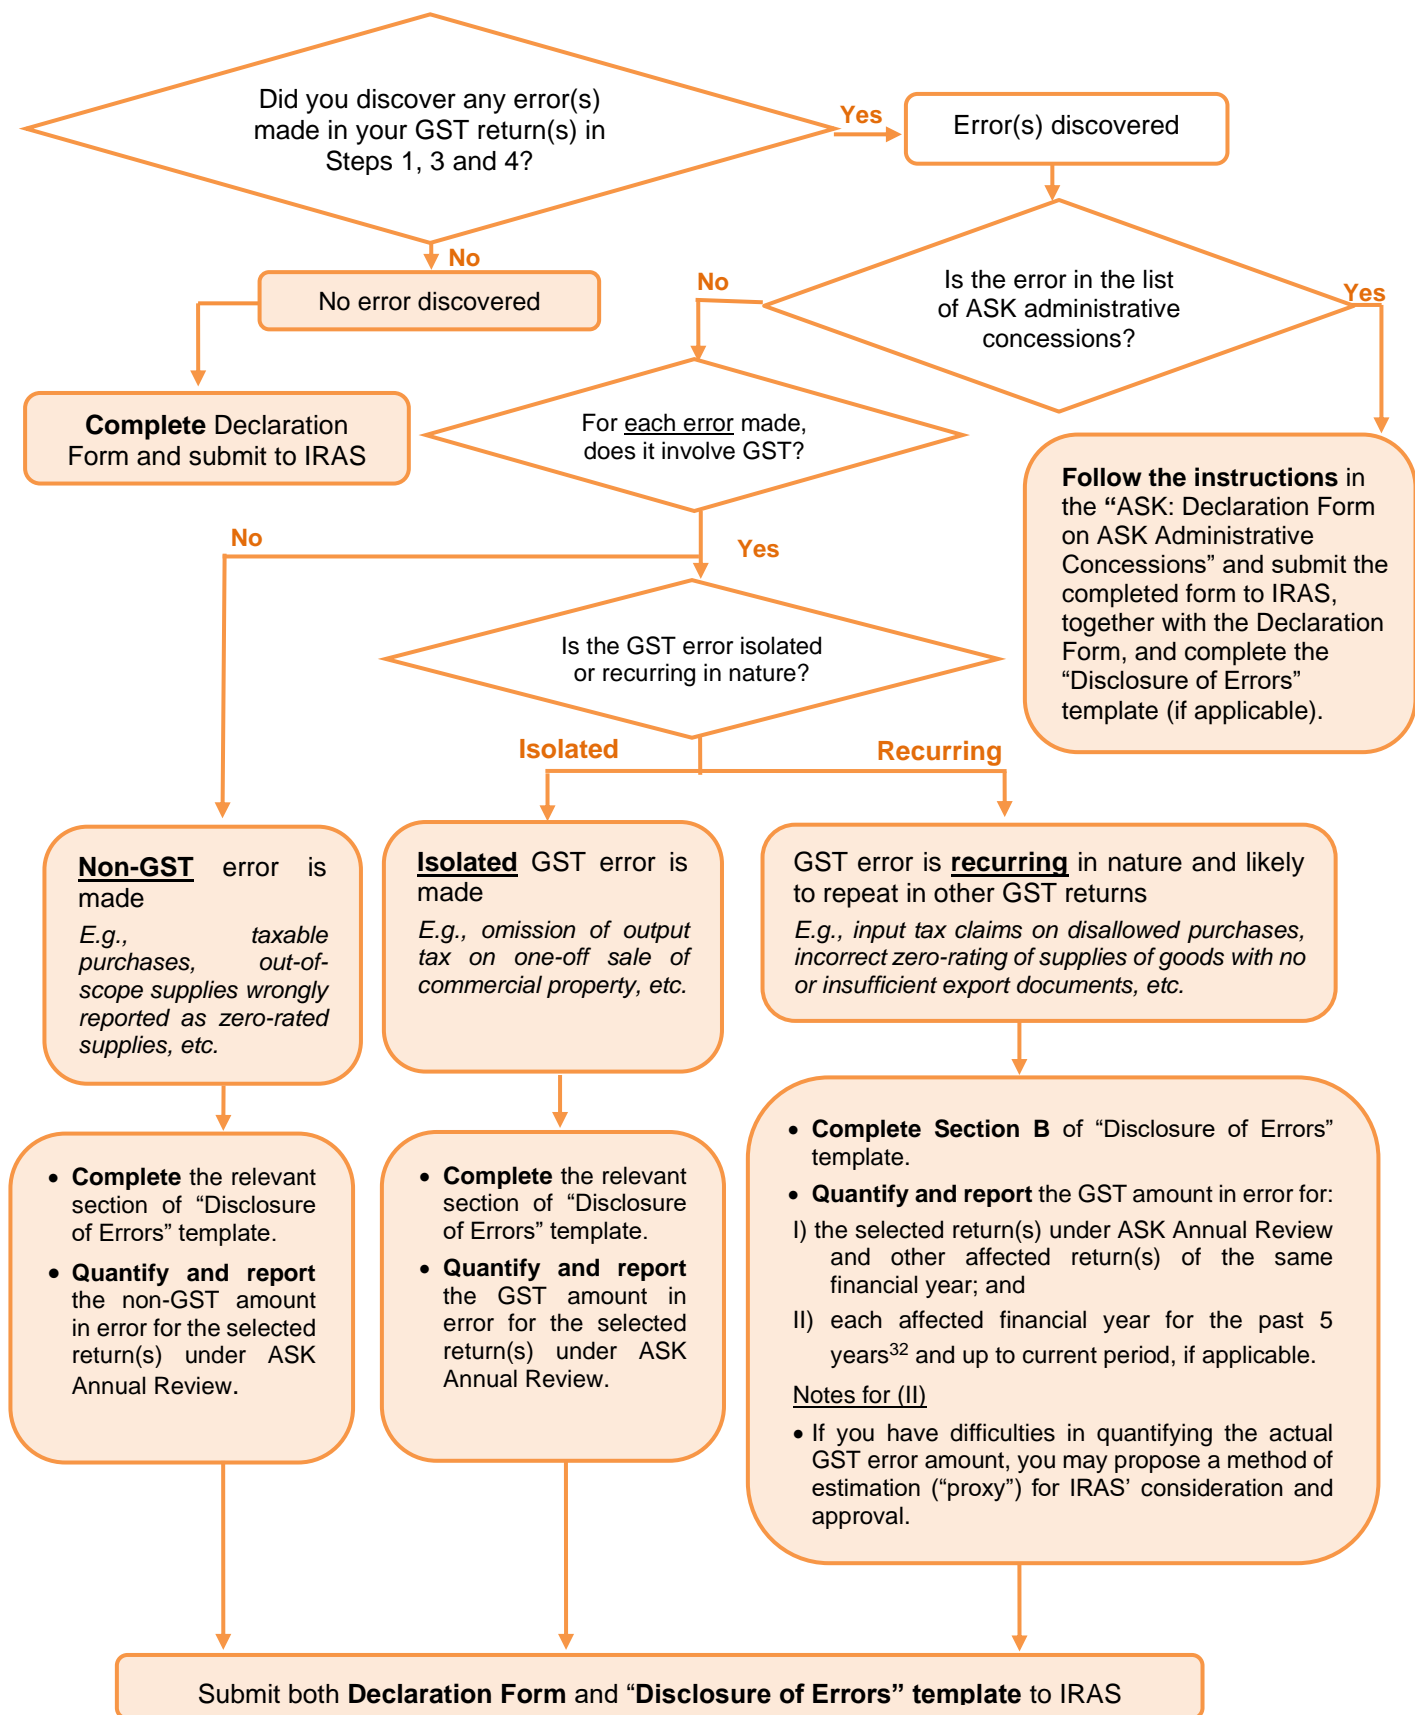 Did you discover any error(s)
made in your GST return(s) in
Steps 1, 3 and 4?
Yes
Error(s) discovered
No
No error discovered
Complete Declaration
Form and submit to IRAS
Is the error in the list
of ASK administrative
concessions?
No
Yes
For each error made,
does it involve GST?
Follow the instructions in
the “ASK: Declaration Form
on ASK Administrative
Concessions” and submit the
completed form to IRAS,
together with the Declaration
Form, and complete the
“Disclosure of Errors”
template (if applicable).
No
Yes
Is the GST error isolated
or recurring in nature?
Isolated
Recurring
Non-GST error is
made
E.g., taxable
purchases, out-of-
scope supplies wrongly
reported as zero-rated
supplies, etc.
Isolated GST error is
made
E.g., omission of output
tax on one-off sale of
commercial property, etc.
GST error is recurring in nature and likely
to repeat in other GST returns
E.g., input tax claims on disallowed purchases,
incorrect zero-rating of supplies of goods with no
or insufficient export documents, etc.
• Complete the relevant
section of “Disclosure
of Errors” template.
• Quantify and report
the non-GST amount
in error for the selected
return(s) under ASK
Annual Review.
• Complete the relevant
section of “Disclosure
of Errors” template.
• Quantify and report
the GST amount in
error for the selected
return(s) under ASK
Annual Review.
• Complete Section B of “Disclosure of Errors”
template.
• Quantify and report the GST amount in error for:
I) the selected return(s) under ASK Annual Review
and other affected return(s) of the same
financial year; and
II) each affected financial year for the past 5
years32 and up to current period, if applicable.
Notes for (II)
• If you have difficulties in quantifying the actual
GST error amount, you may propose a method of
estimation (“proxy”) for IRAS’ consideration and
approval.
Submit both Declaration Form and “Disclosure of Errors” template to IRAS